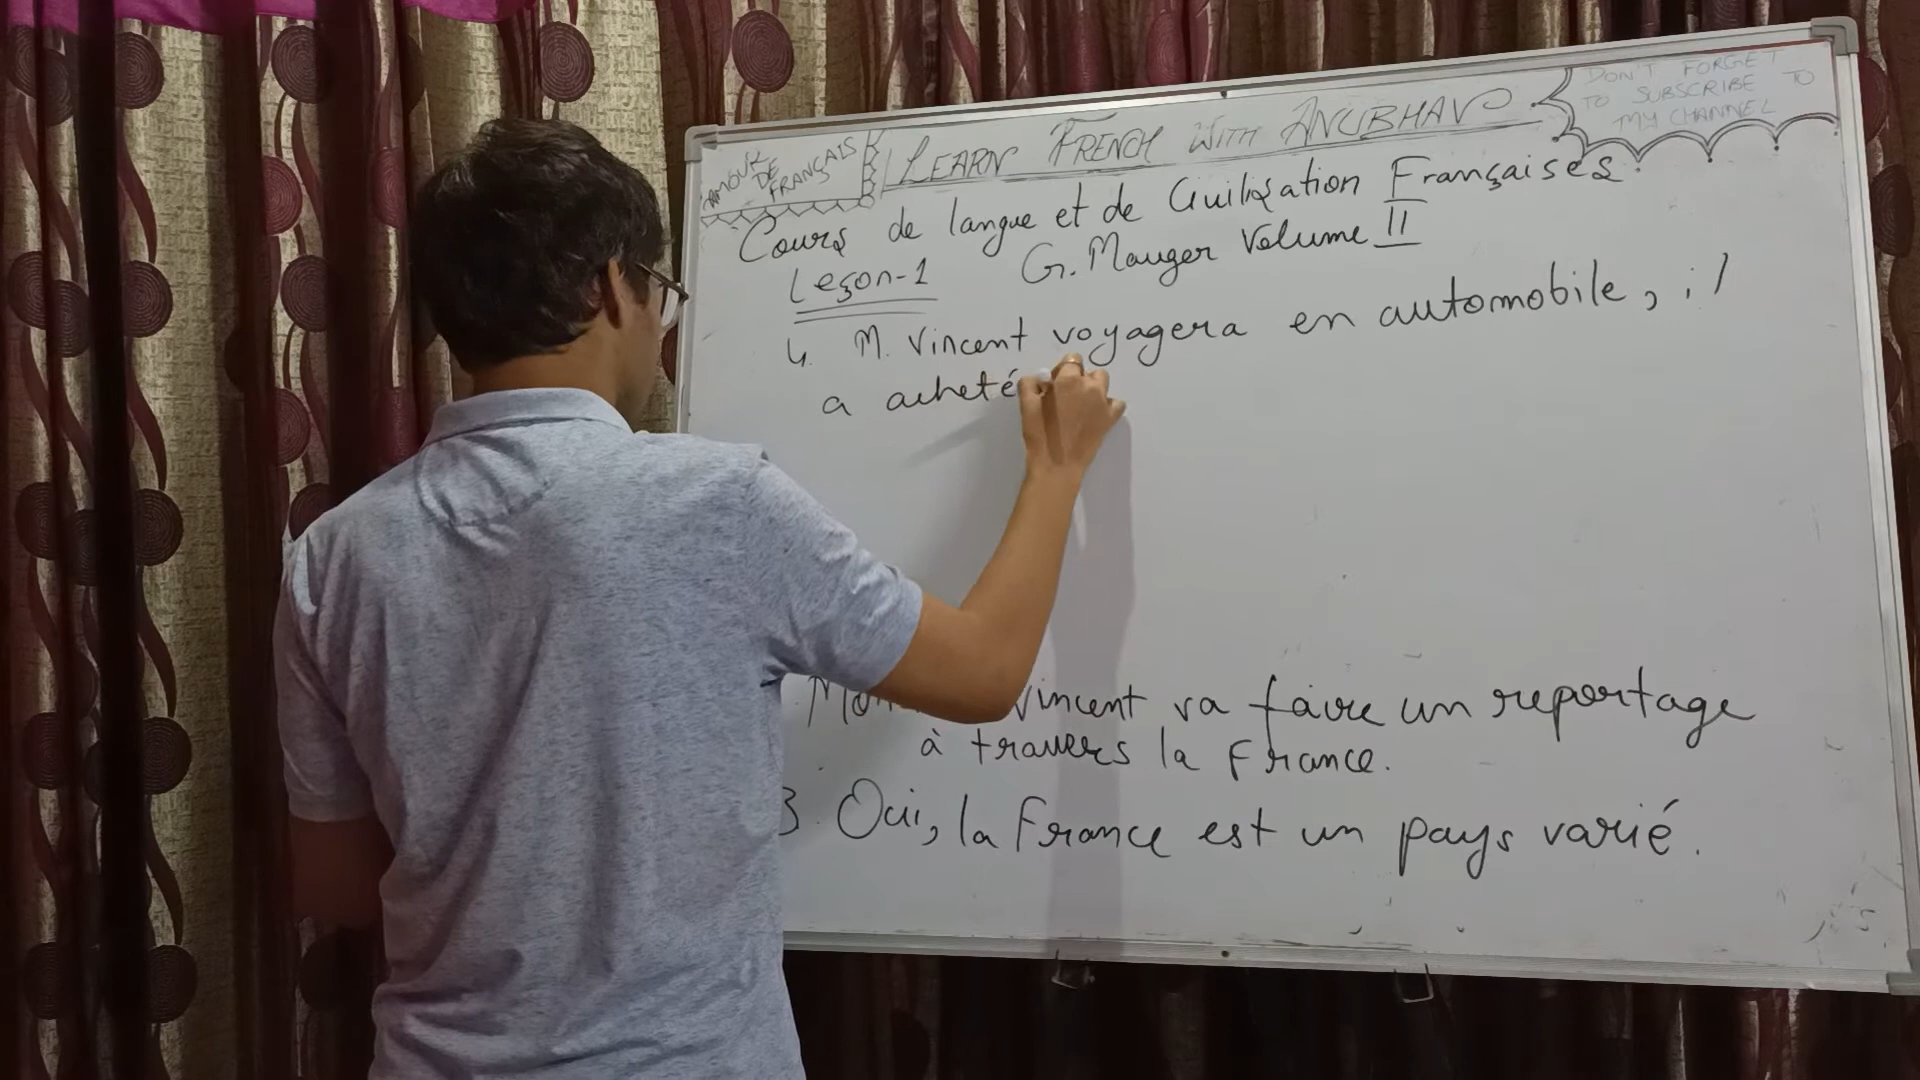 AMOUR DE FRANÇAIS
LEARN FRENCH WITH ANUBHAV
DON'T FORGET
TO SUBSCRIBE TO
MY CHANNEL
Cours de langue et de Civilisation Françaises
Leçon-1 G. Mauger Volume II
4. M. Vincent voyagera en automobile, il
a acheté
Vincent va faire un reportage
à travers la France.
3. Oui, la France est un pays varié.